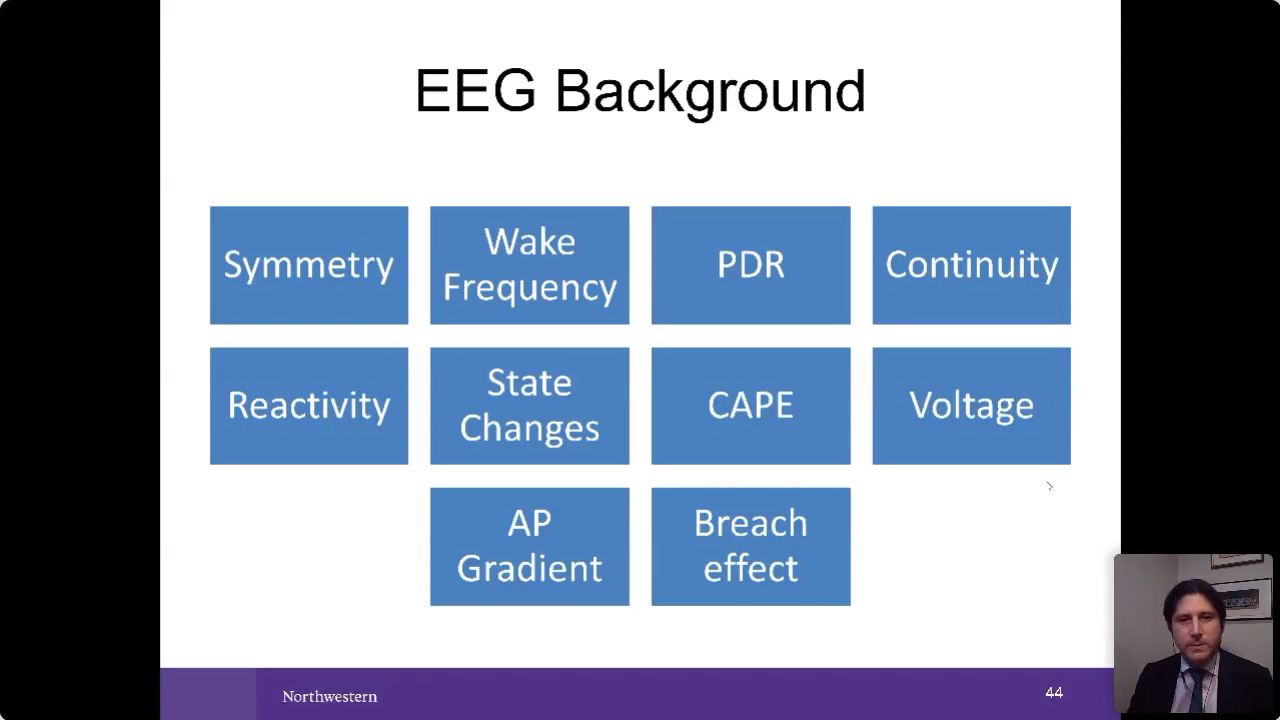 EEG Background
Symmetry
Wake
Frequency
PDR
Continuity
Reactivity
State
Changes
CAPE
Voltage
AP
Gradient
Breach
effect
Northwestern
44